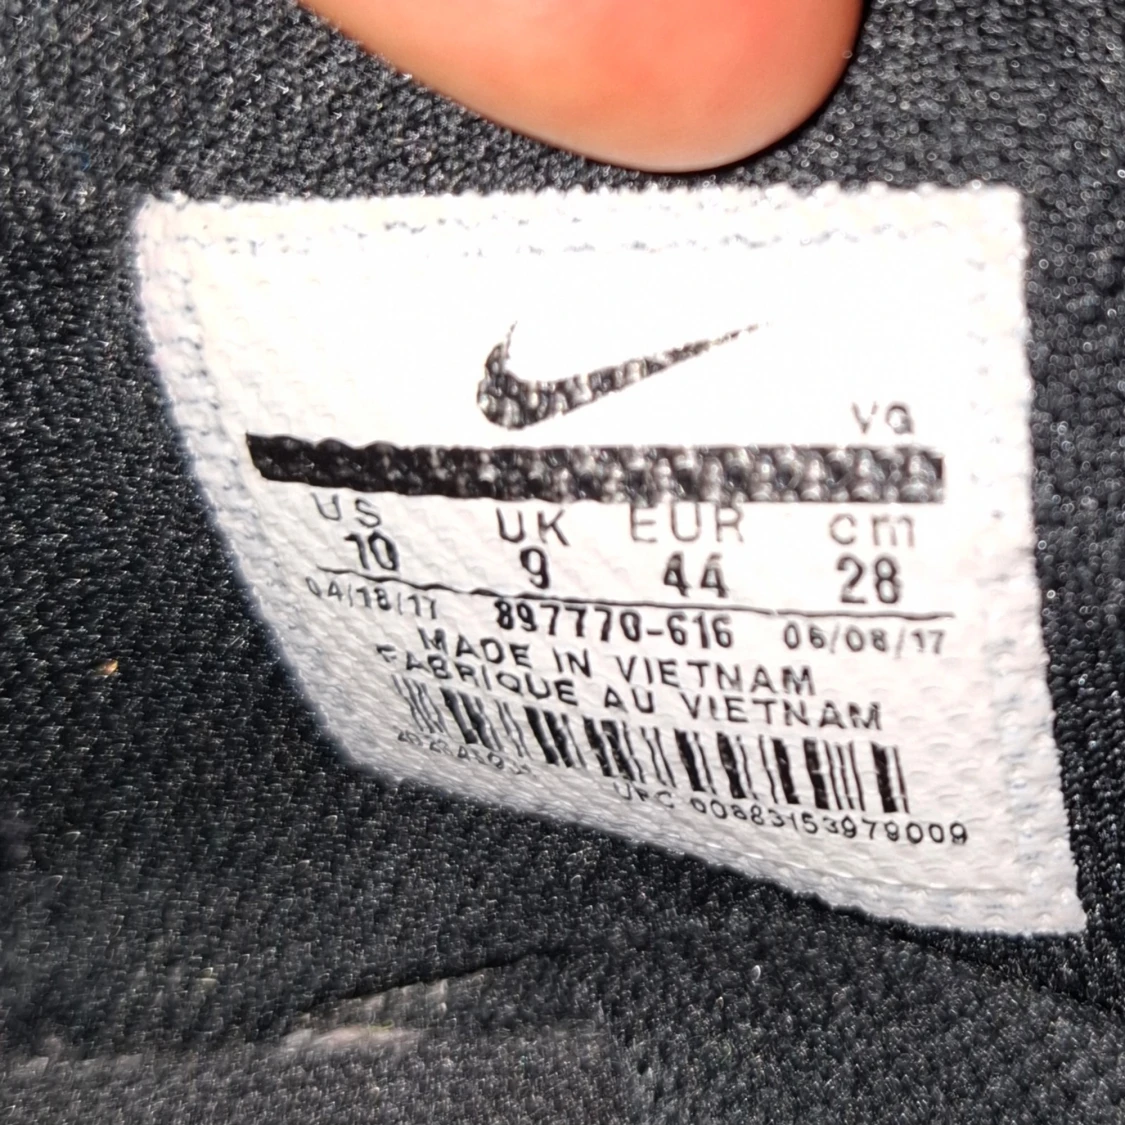 VG
US UK EUR cm
10 9 44 28
04/18/17 897770-616 06/08/17
MADE IN VIETNAM
FABRIQUE AU VIETNAM
UPC 00883153979009